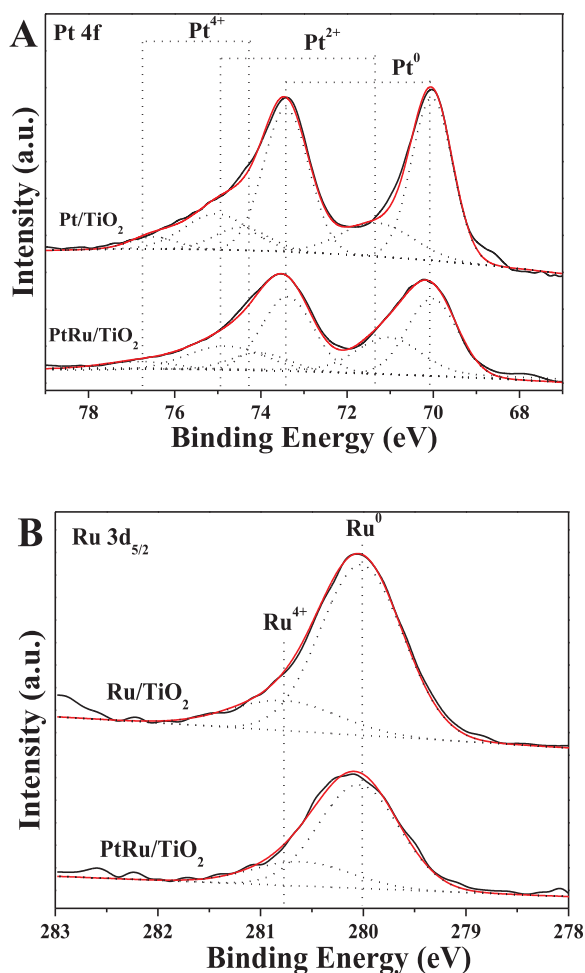 A
Pt 4f
Pt⁴⁺
Pt²⁺
Pt⁰
Pt/TiO₂
PtRu/TiO₂
Intensity (a.u.)
78 76 74 72 70 68
Binding Energy (eV)
B
Ru 3d₅/₂
Ru⁰
Ru⁴⁺
Ru/TiO₂
PtRu/TiO₂
Intensity (a.u.)
283 282 281 280 279 278
Binding Energy (eV)